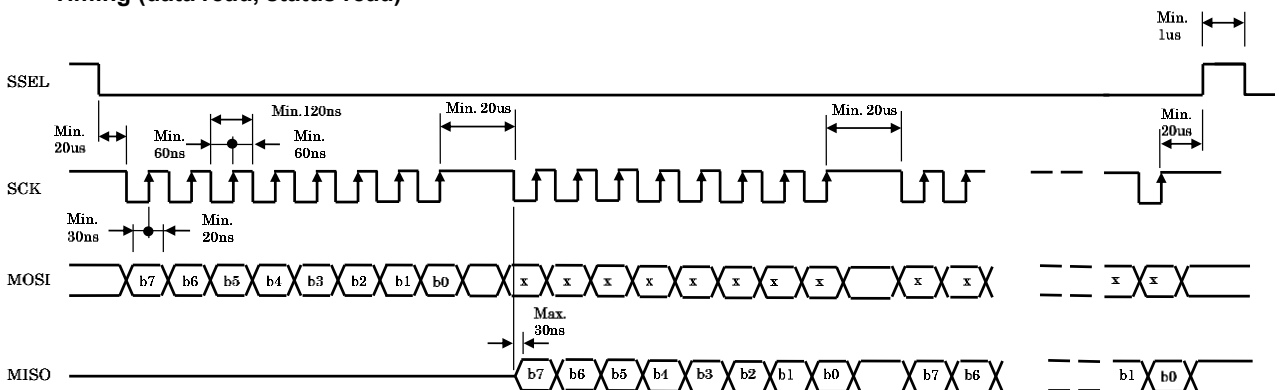 Timing (data read, status read)
Min.
1us
SSEL
Min.
20us
Min.
60ns
Min.120ns
Min.
60ns
Min. 20us
Min. 20us
Min.
20us
SCK
Min.
30ns
Min.
20ns
MOSI
b7 b6 b5 b4 b3 b2 b1 b0 x x x x x x x x x x x x
Max.
30ns
MISO
b7 b6 b5 b4 b3 b2 b1 b0 b7 b6 b1 b0